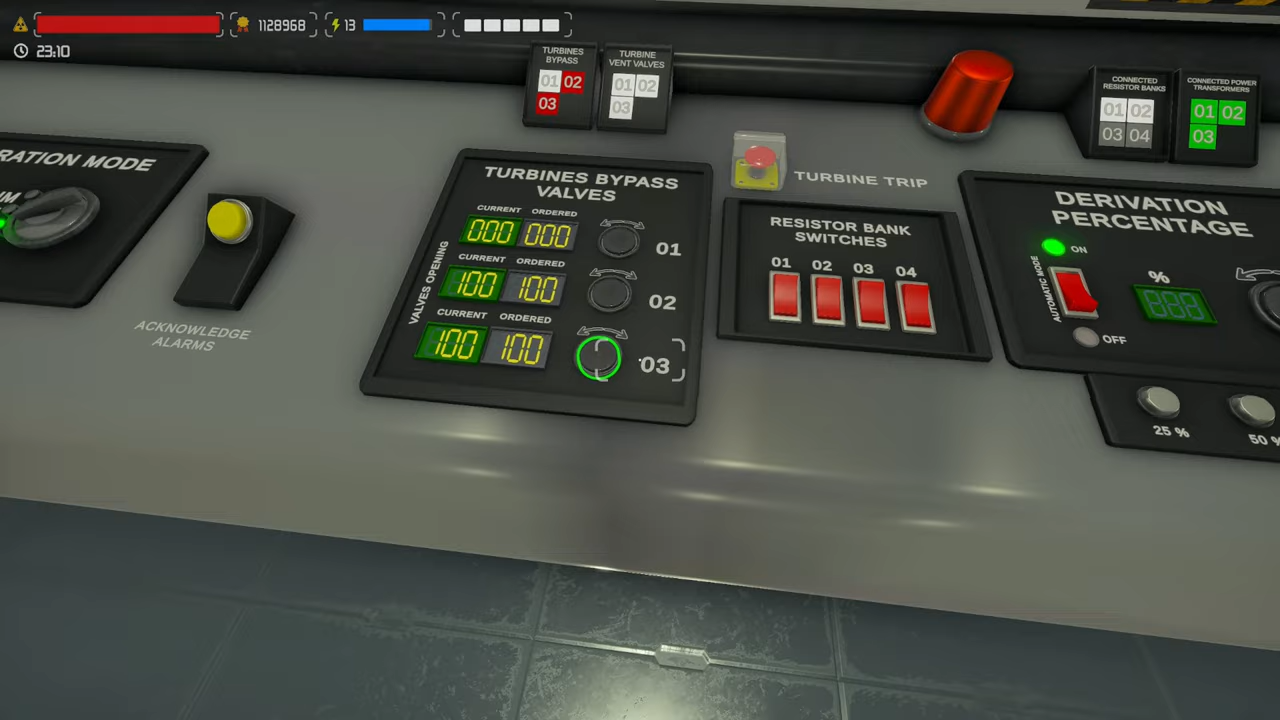 1128968
13
23:10
TURBINES
BYPASS
01 02
03
TURBINE
VENT VALVES
01 02
03
CONNECTED
RESISTOR BANKS
01 02
03 04
CONNECTED POWER
TRANSFORMERS
01 02
03
RATION MODE
ACKNOWLEDGE
ALARMS
TURBINES BYPASS
VALVES
VALVES OPENING
CURRENT ORDERED
000 000 01
CURRENT ORDERED
100 100 02
CURRENT ORDERED
100 100 03
TURBINE TRIP
RESISTOR BANK
SWITCHES
01 02 03 04
DERIVATION
PERCENTAGE
AUTOMATIC MODE
ON
OFF
%
25 %
50 %